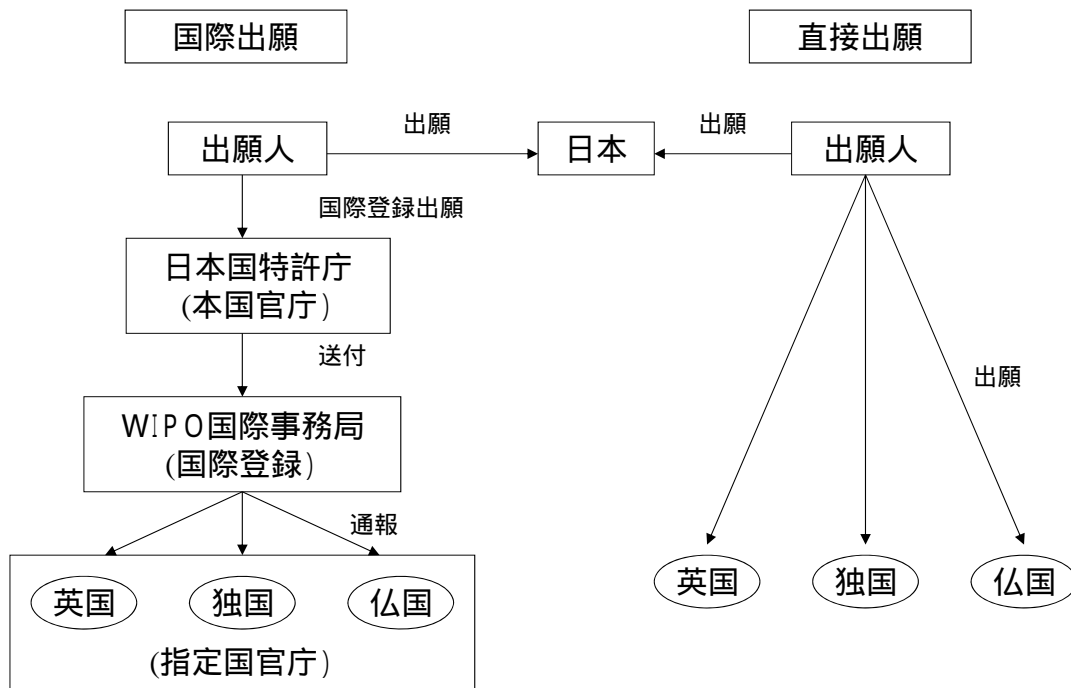 国際出願
直接出願
出願
出願
出願人
日本
出願人
国際登録出願
日本国特許庁
(本国官庁)
送付
出願
WIPO国際事務局
(国際登録)
通報
英国
独国
仏国
英国
独国
仏国
(指定国官庁)